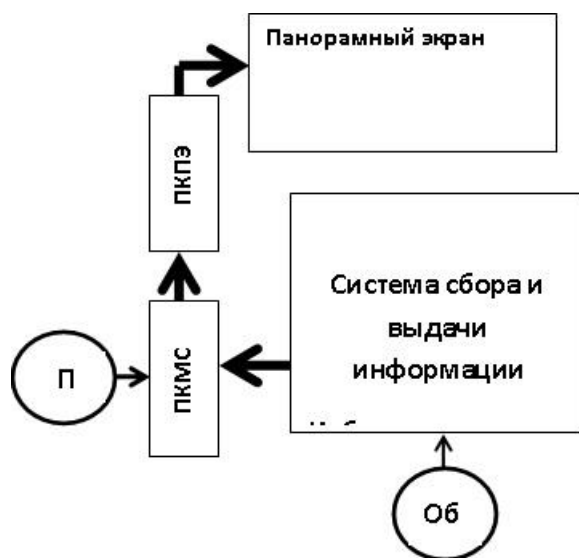 Панорамный экран
ПКПЭ
Система сбора и
выдачи
информации
ПКМС
П
Об